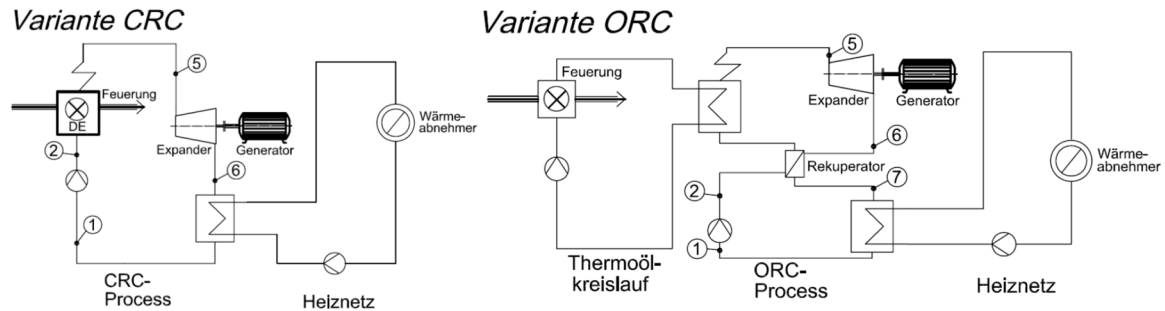 Variante CRC
5
Feuerung
DE
2
Expander
Generator
Wärme-
abnehmer
6
1
CRC-
Process
Heiznetz
Variante ORC
5
Feuerung
Expander
Generator
6
Rekuperator
Wärme-
abnehmer
7
2
1
Thermoöl-
kreislauf
ORC-
Process
Heiznetz